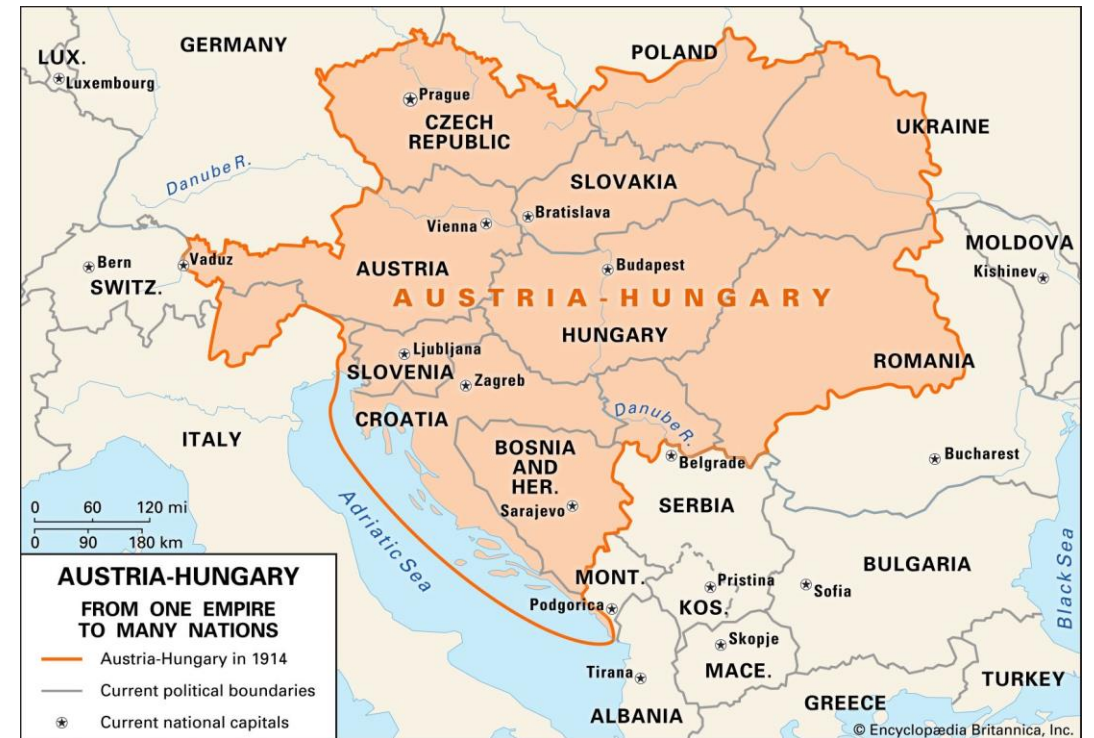 GERMANY
LUX.
Luxembourg
POLAND
Prague
CZECH
REPUBLIC
UKRAINE
Danube R.
SLOVAKIA
Bratislava
Vienna
MOLDOVA
Kishinev
Bern
SWITZ.
Vaduz
AUSTRIA
Budapest
AUSTRIA-HUNGARY
HUNGARY
Ljubljana
SLOVENIA
Zagreb
ROMANIA
CROATIA
Danube R.
ITALY
BOSNIA
AND
HER.
Sarajevo
Belgrade
Bucharest
SERBIA
0 60 120 mi
0 90 180 km
Adriatic Sea
BULGARIA
Black Sea
MONT.
Podgorica
Pristina
KOS.
Sofia
Skopje
MACE.
Tirana
ALBANIA
GREECE
TURKEY
AUSTRIA-HUNGARY
FROM ONE EMPIRE
TO MANY NATIONS
Austria-Hungary in 1914
Current political boundaries
Current national capitals
© Encyclopædia Britannica, Inc.